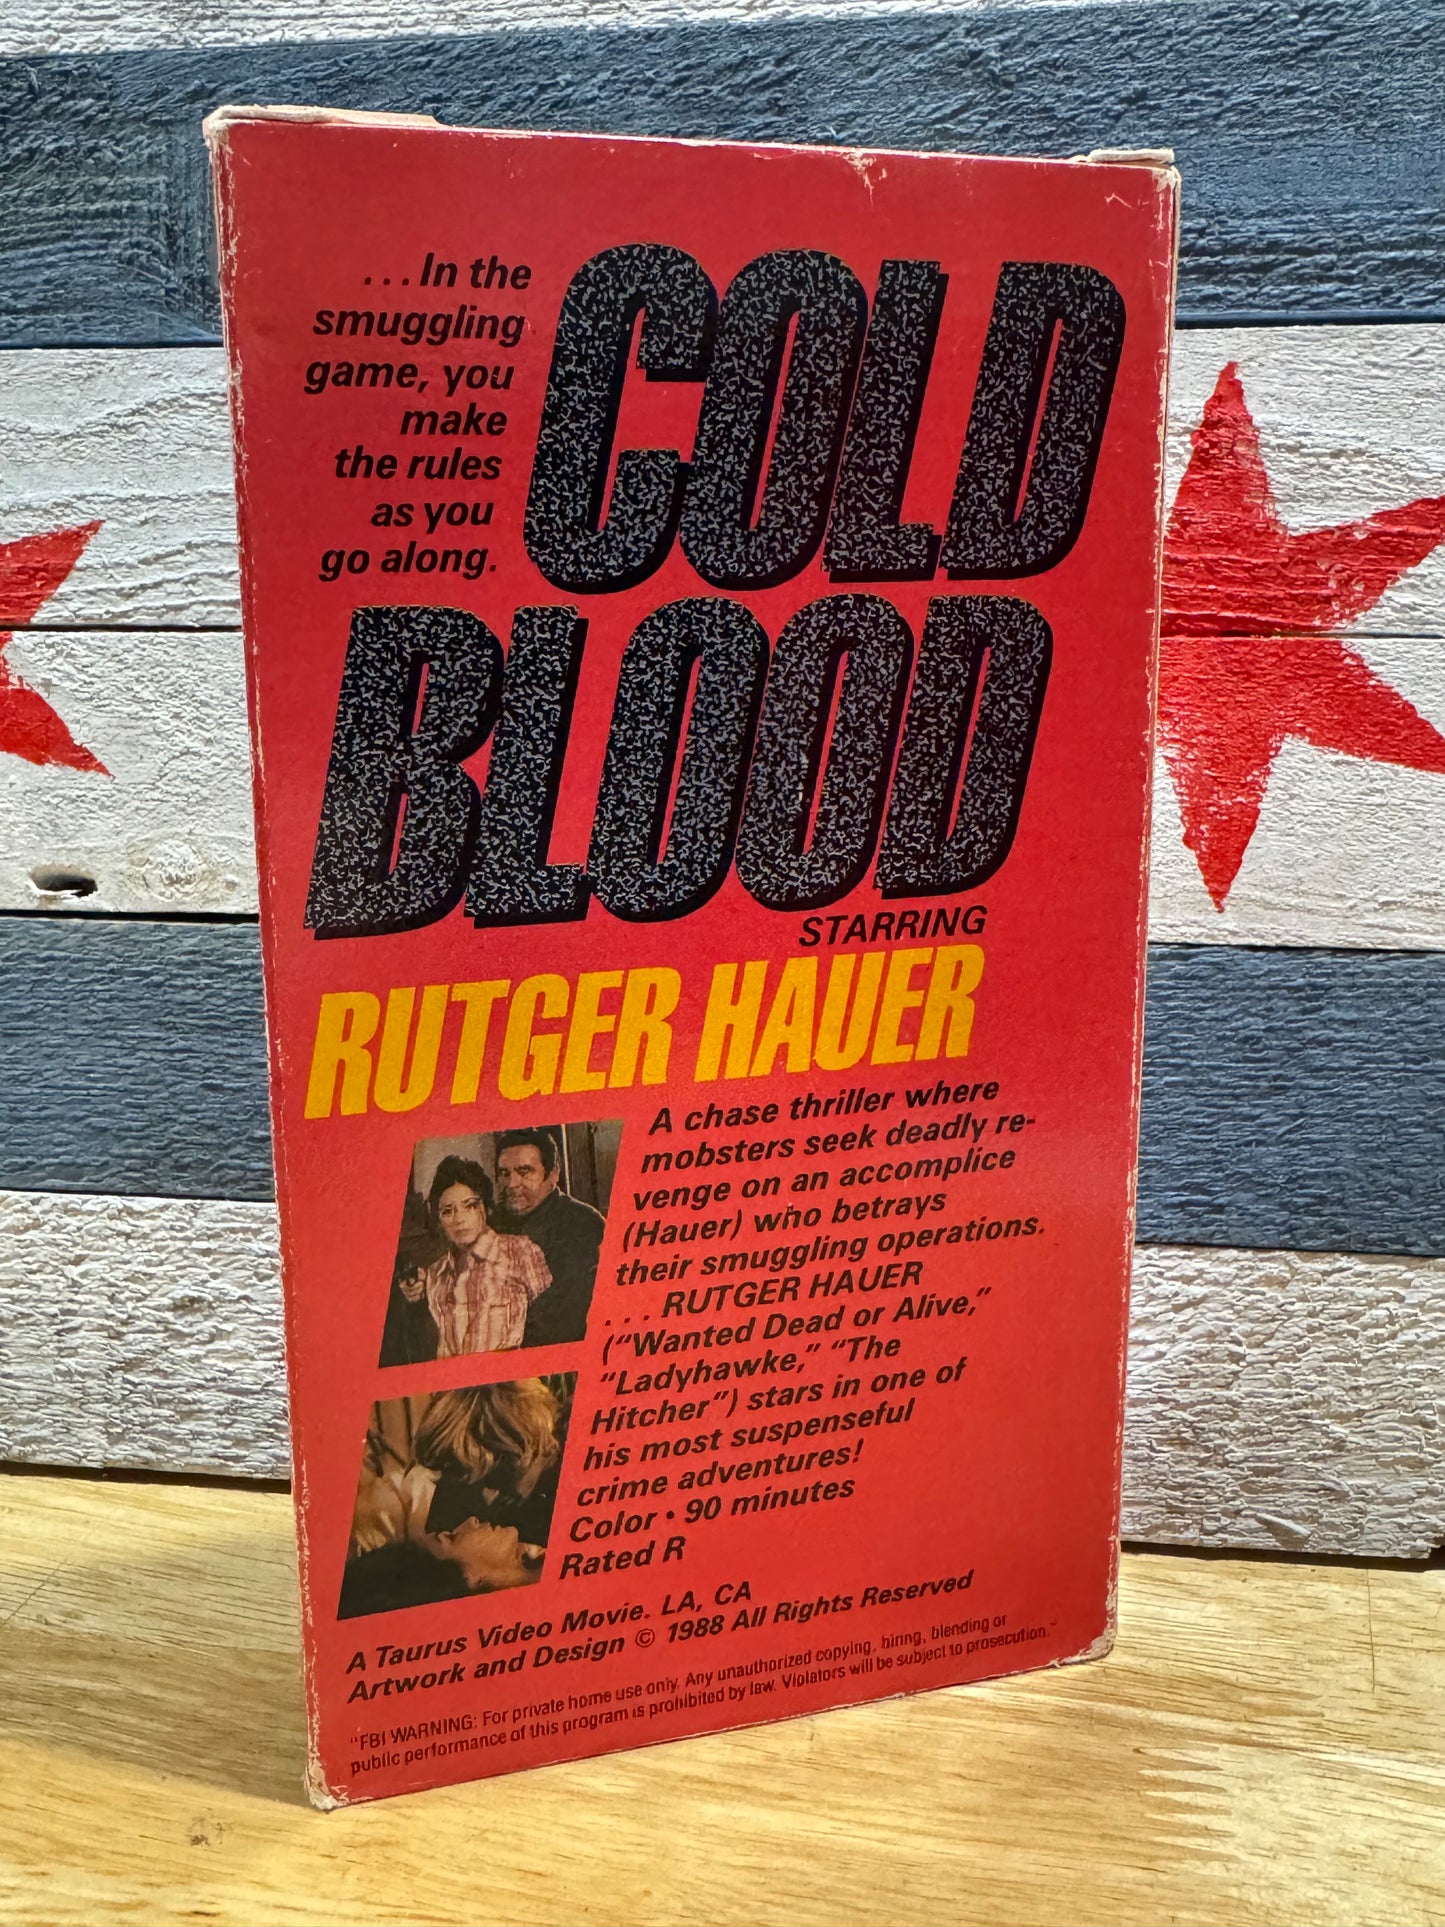 ...In the
smuggling
game, you
make
the rules
as you
go along.
COLD
BLOOD
STARRING
RUTGER HAUER
A chase thriller where
mobsters seek deadly re-
venge on an accomplice
(Hauer) who betrays
their smuggling operations.
... RUTGER HAUER
("Wanted Dead or Alive,"
"Ladyhawke," "The
Hitcher") stars in one of
his most suspenseful
crime adventures!
Color • 90 minutes
Rated R
A Taurus Video Movie. LA, CA
Artwork and Design © 1988 All Rights Reserved
"FBI WARNING: For private home use only. Any unauthorized copying, hiring, blending or
public performance of this program is prohibited by law. Violators will be subject to prosecution."